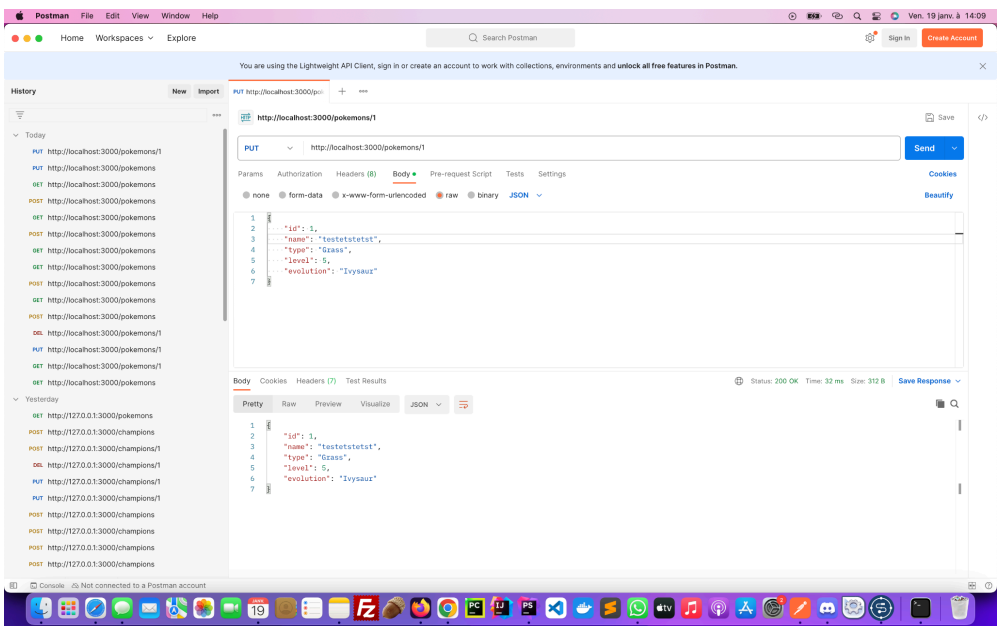 Postman File Edit View Window Help Ven. 19 janv. à 14:09
Home Workspaces Explore Search Postman Sign In Create Account
You are using the Lightweight API Client, sign in or create an account to work with collections, environments and unlock all free features in Postman.
History New Import PUT http://localhost:3000/pok
http://localhost:3000/pokemons/1 Save
Today
PUT http://localhost:3000/pokemons/1
PUT http://localhost:3000/pokemons
GET http://localhost:3000/pokemons
POST http://localhost:3000/pokemons
GET http://localhost:3000/pokemons
POST http://localhost:3000/pokemons
GET http://localhost:3000/pokemons
GET http://localhost:3000/pokemons
POST http://localhost:3000/pokemons
GET http://localhost:3000/pokemons
POST http://localhost:3000/pokemons
DEL http://localhost:3000/pokemons/1
PUT http://localhost:3000/pokemons/1
GET http://localhost:3000/pokemons/1
GET http://localhost:3000/pokemons
Yesterday
GET http://127.0.0.1:3000/pokemons
POST http://127.0.0.1:3000/champions
POST http://127.0.0.1:3000/champions/1
DEL http://127.0.0.1:3000/champions/1
PUT http://127.0.0.1:3000/champions/1
PUT http://127.0.0.1:3000/champions/1
POST http://127.0.0.1:3000/champions
POST http://127.0.0.1:3000/champions
POST http://127.0.0.1:3000/champions
POST http://127.0.0.1:3000/champions
PUT http://localhost:3000/pokemons/1 Send
Params Authorization Headers (8) Body Pre-request Script Tests Settings Cookies
none form-data x-www-form-urlencoded raw binary JSON Beautify
1 {
2 "id": 1,
3 "name": "testetstetst",
4 "type": "Grass",
5 "level": 5,
6 "evolution": "Ivysaur"
7 }
Body Cookies Headers (7) Test Results Status: 200 OK Time: 32 ms Size: 312 B Save Response
Pretty Raw Preview Visualize JSON
1 {
2 "id": 1,
3 "name": "testetstetst",
4 "type": "Grass",
5 "level": 5,
6 "evolution": "Ivysaur"
7 }
Console Not connected to a Postman account
JANV. 19 PC IJ PS tv